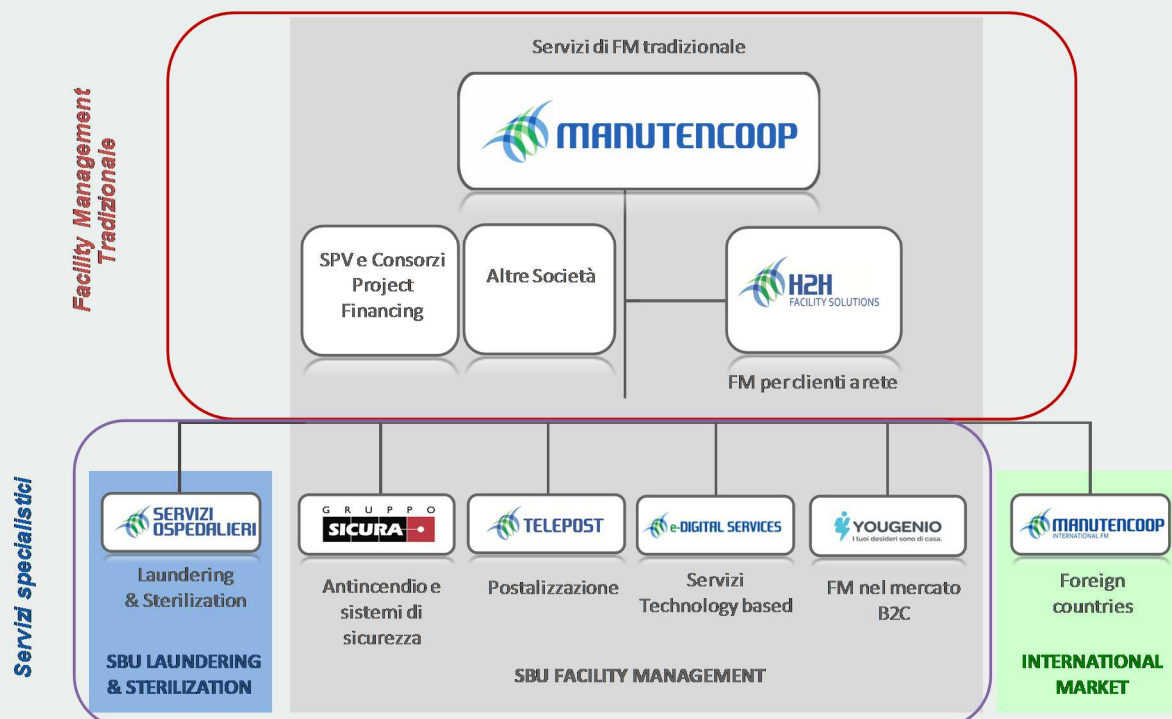 Servizi di FM tradizionale
MANUTENCOOP
Facility Management
Tradizionale
SPV e Consorzi
Project
Financing
Altre Società
H2H
FACILITY SOLUTIONS
FM per clienti a rete
Servizi specialistici
SERVIZI
OSPEDALIERI
Laundering
& Sterilization
SBU LAUNDERING
& STERILIZATION
GRUPPO
SICURA
Antincendio e
sistemi di
sicurezza
TELEPOST
Postalizzazione
e-DIGITAL SERVICES
Servizi
Technology based
YOUGENIO
I tuoi desideri sono di casa.
FM nel mercato
B2C
SBU FACILITY MANAGEMENT
MANUTENCOOP
INTERNATIONAL FM
Foreign
countries
INTERNATIONAL
MARKET